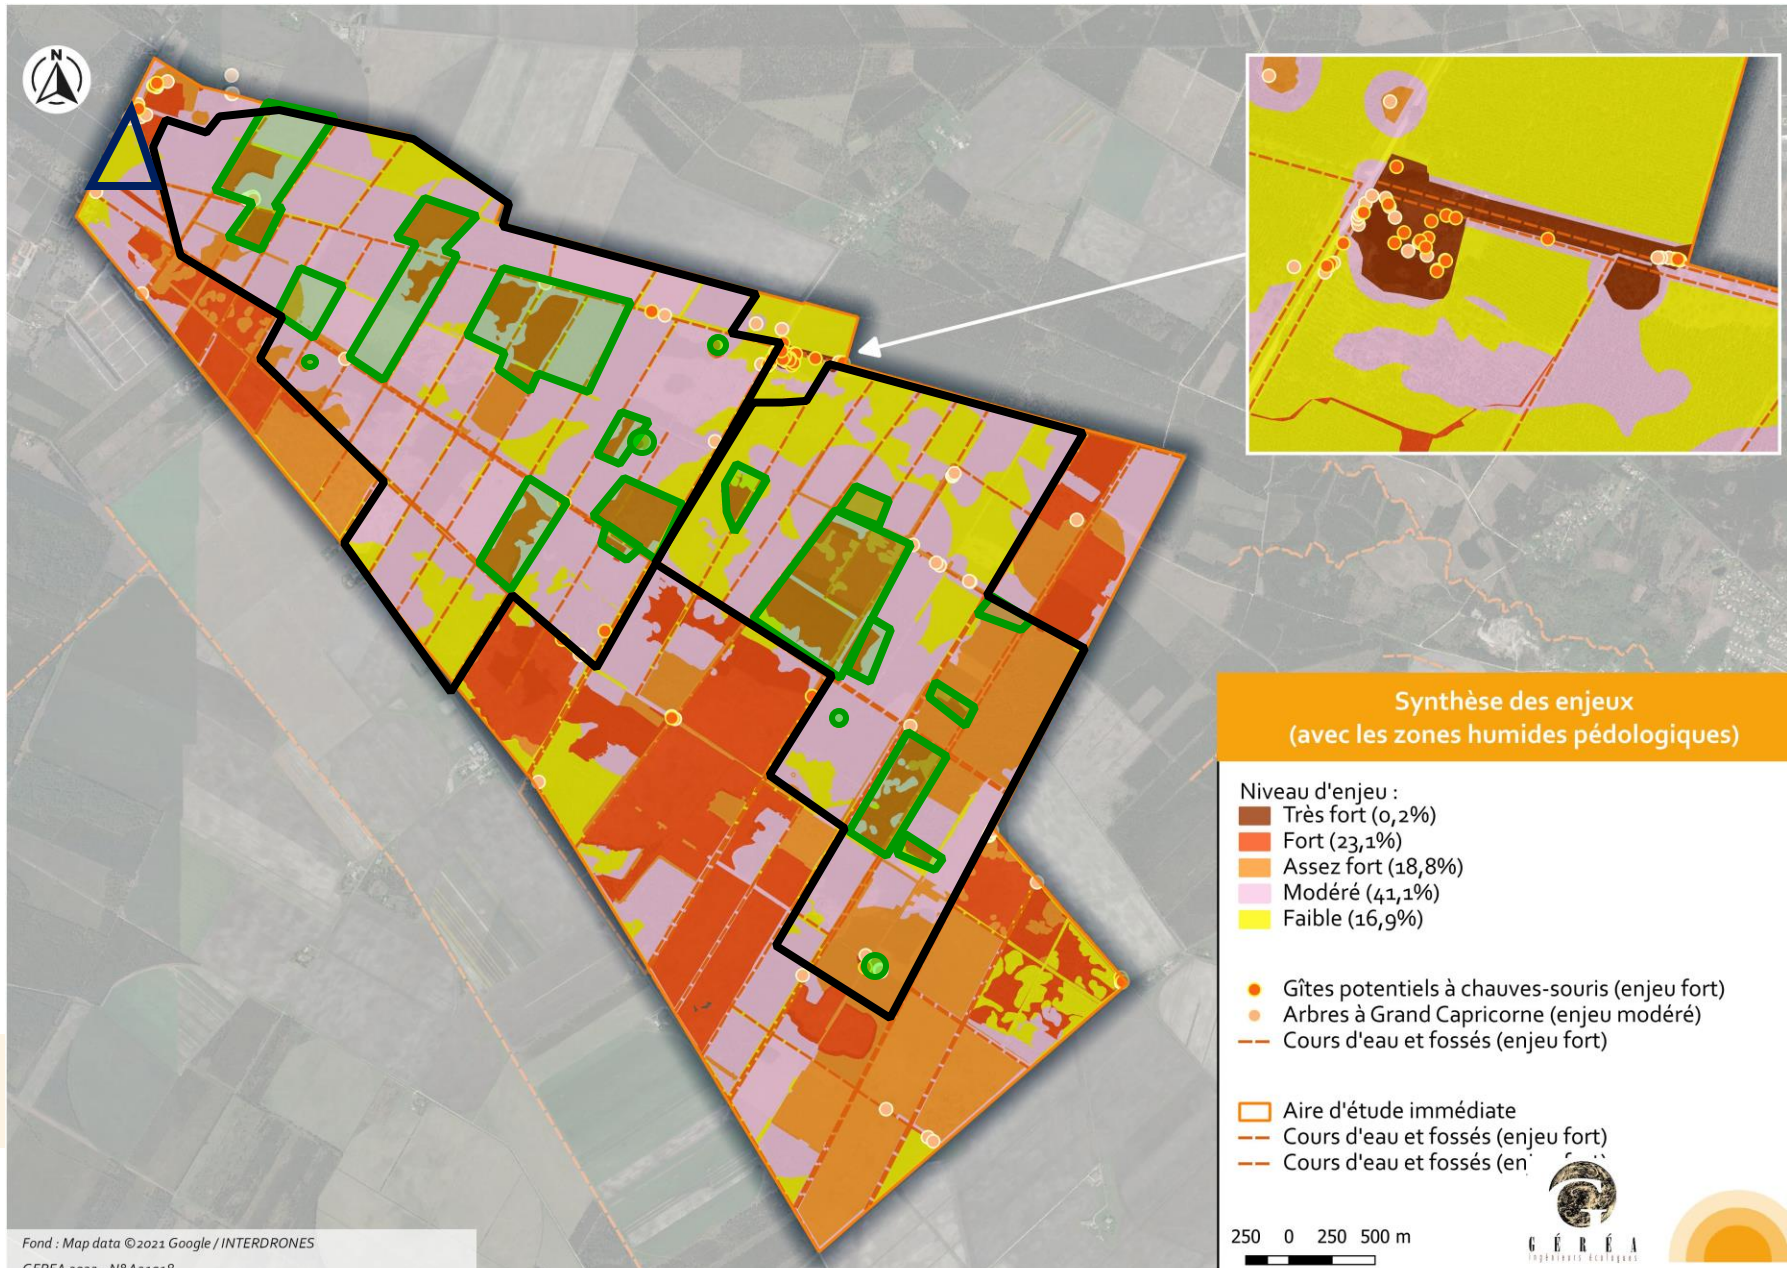 N
Synthèse des enjeux
(avec les zones humides pédologiques)
Niveau d'enjeu :
Très fort (0,2%)
Fort (23,1%)
Assez fort (18,8%)
Modéré (41,1%)
Faible (16,9%)
Gîtes potentiels à chauves-souris (enjeu fort)
Arbres à Grand Capricorne (enjeu modéré)
Cours d'eau et fossés (enjeu fort)
Aire d'étude immédiate
Cours d'eau et fossés (enjeu fort)
Cours d'eau et fossés (en
250 0 250 500 m
GÉRÉA
Ingénieurs écologues
Fond : Map data ©2021 Google / INTERDRONES